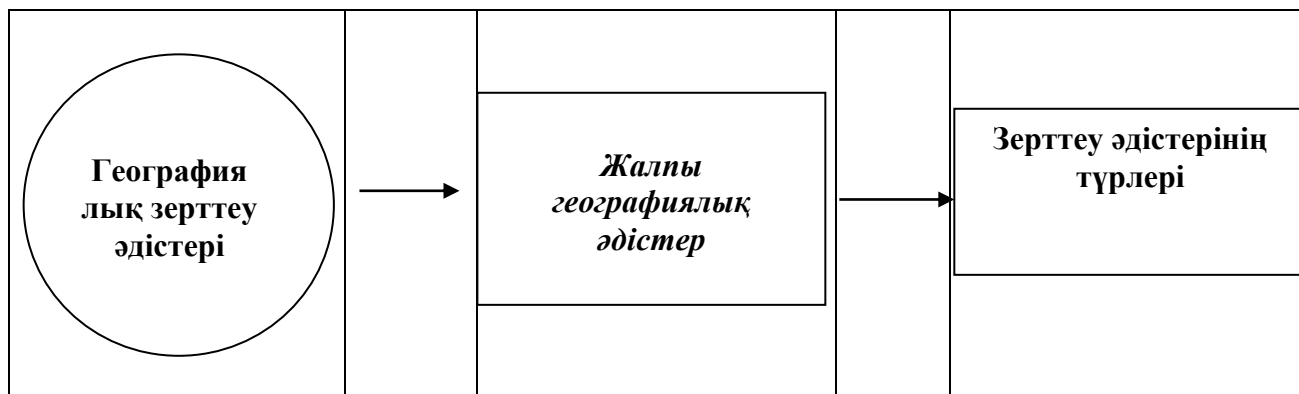 География
лық зерттеу
әдістері
Жалпы
географиялық
әдістер
Зерттеу әдістерінің
түрлері